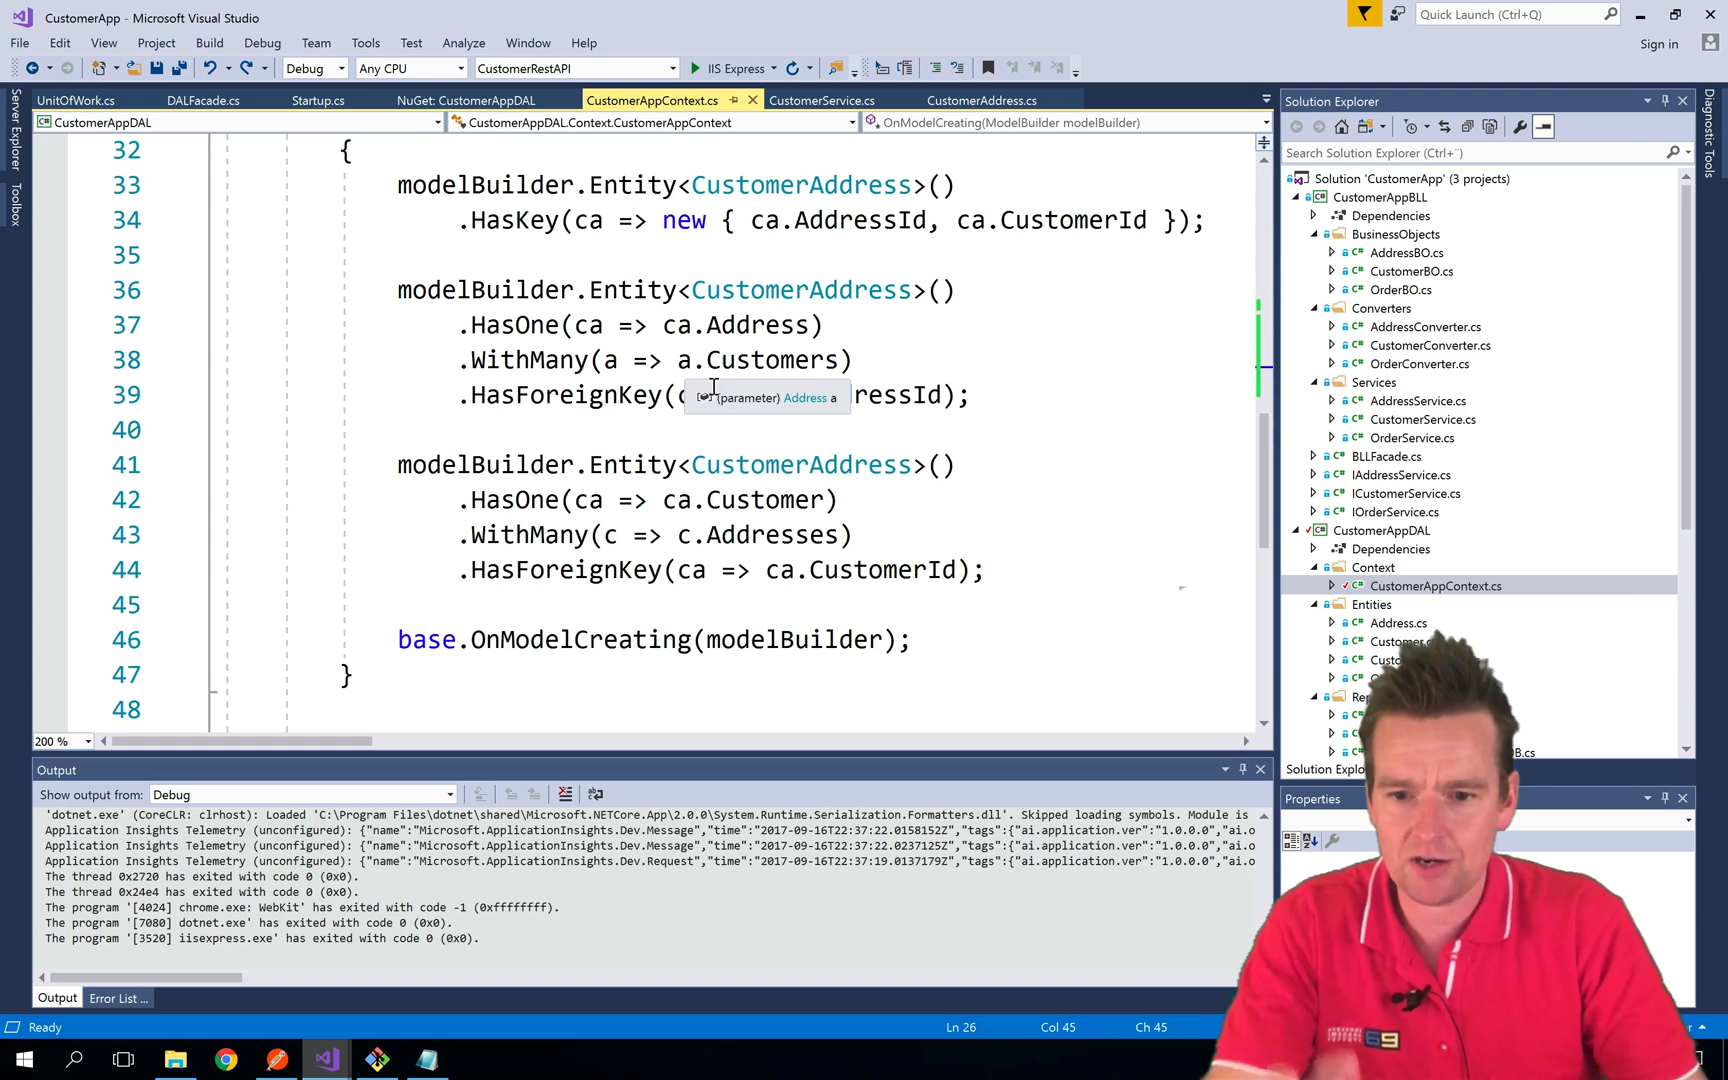 CustomerApp - Microsoft Visual Studio
Quick Launch (Ctrl+Q)
File Edit View Project Build Debug Team Tools Test Analyze Window Help
Sign in
Debug Any CPU CustomerRestAPI IIS Express
UnitOfWork.cs DALFacade.cs Startup.cs NuGet: CustomerAppDAL CustomerAppContext.cs CustomerService.cs CustomerAddress.cs
CustomerAppDAL CustomerAppDAL.Context.CustomerAppContext OnModelCreating(ModelBuilder modelBuilder)
Server Explorer
Toolbox
32 {
33 modelBuilder.Entity<CustomerAddress>()
34 .HasKey(ca => new { ca.AddressId, ca.CustomerId });
35
36 modelBuilder.Entity<CustomerAddress>()
37 .HasOne(ca => ca.Address)
38 .WithMany(a => a.Customers)
39 .HasForeignKey(c ressId);
(parameter) Address a
40
41 modelBuilder.Entity<CustomerAddress>()
42 .HasOne(ca => ca.Customer)
43 .WithMany(c => c.Addresses)
44 .HasForeignKey(ca => ca.CustomerId);
45
46 base.OnModelCreating(modelBuilder);
47 }
48
200 %
Output
Show output from: Debug
'dotnet.exe' (CoreCLR: clrhost): Loaded 'C:\Program Files\dotnet\shared\Microsoft.NETCore.App\2.0.0\System.Runtime.Serialization.Formatters.dll'. Skipped loading symbols. Module is
Application Insights Telemetry (unconfigured): {"name":"Microsoft.ApplicationInsights.Dev.Message","time":"2017-09-16T22:37:22.0158152Z","tags":{"ai.application.ver":"1.0.0.0","ai.o
Application Insights Telemetry (unconfigured): {"name":"Microsoft.ApplicationInsights.Dev.Message","time":"2017-09-16T22:37:22.0237125Z","tags":{"ai.application.ver":"1.0.0.0","ai.o
Application Insights Telemetry (unconfigured): {"name":"Microsoft.ApplicationInsights.Dev.Request","time":"2017-09-16T22:37:19.0137179Z","tags":{"ai.application.ver":"1.0.0.0","ai.o
The thread 0x2720 has exited with code 0 (0x0).
The thread 0x24e4 has exited with code 0 (0x0).
The program '[4024] chrome.exe: WebKit' has exited with code -1 (0xffffffff).
The program '[7080] dotnet.exe' has exited with code 0 (0x0).
The program '[3520] iisexpress.exe' has exited with code 0 (0x0).
Output Error List ...
Ready Ln 26 Col 45 Ch 45
Solution Explorer
Search Solution Explorer (Ctrl+¨)
Solution 'CustomerApp' (3 projects)
CustomerAppBLL
Dependencies
BusinessObjects
AddressBO.cs
CustomerBO.cs
OrderBO.cs
Converters
AddressConverter.cs
CustomerConverter.cs
OrderConverter.cs
Services
AddressService.cs
CustomerService.cs
OrderService.cs
BLLFacade.cs
IAddressService.cs
ICustomerService.cs
IOrderService.cs
CustomerAppDAL
Dependencies
Context
CustomerAppContext.cs
Entities
Address.cs
Solution Explo
Properties
Diagnostic Tools
69